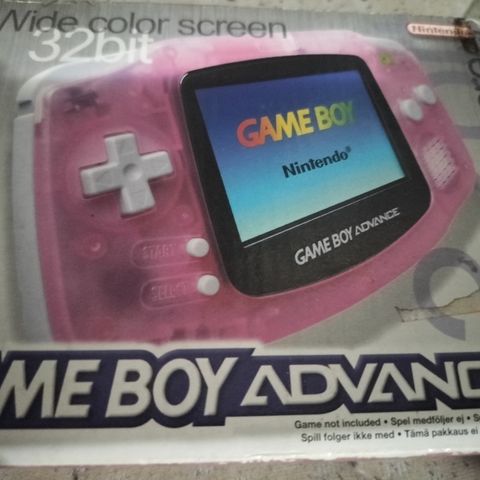 Wide color screen
32bit
Nintendo
GAME BOY
Nintendo®
GAME BOY ADVANCE
START
SELECT
ME BOY ADVANC
Game not included • Spel medföljer ej •
Spill følger ikke med • Tämä pakkaus ei